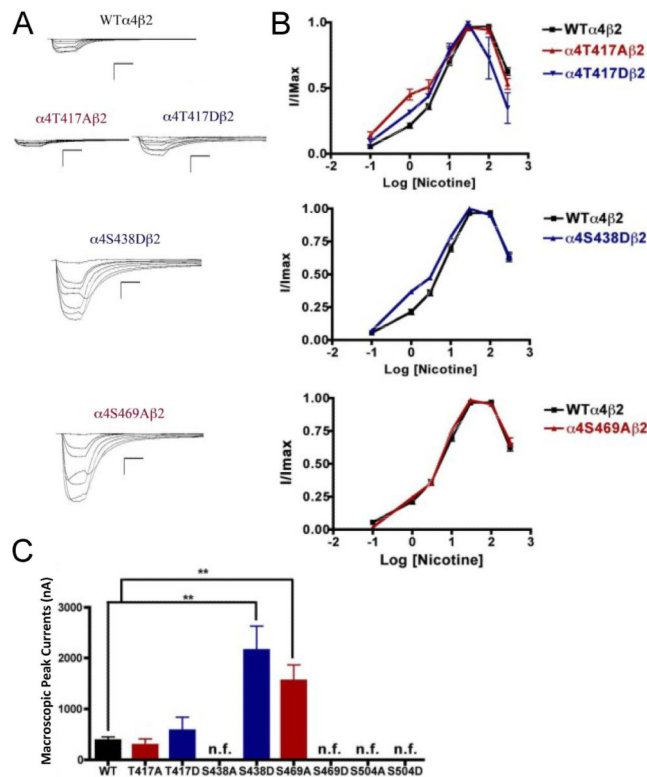 A
WTα4β2
α4T417Aβ2 α4T417Dβ2
α4S438Dβ2
α4S469Aβ2
B
I/IMax
1.0
0.5
0.0
-2 -1 0 1 2 3
Log [Nicotine]
WTα4β2
α4T417Aβ2
α4T417Dβ2
I/Imax
1.00
0.75
0.50
0.25
0.00
-2 -1 0 1 2 3
Log [Nicotine]
WTα4β2
α4S438Dβ2
I/Imax
1.00
0.75
0.50
0.25
0.00
-2 -1 0 1 2 3
Log [Nicotine]
WTα4β2
α4S469Aβ2
C
Macroscopic Peak Currents (nA)
3000
2000
1000
0
**
**
n.f. n.f. n.f. n.f.
WT T417A T417D S438A S438D S469A S469D S504A S504D